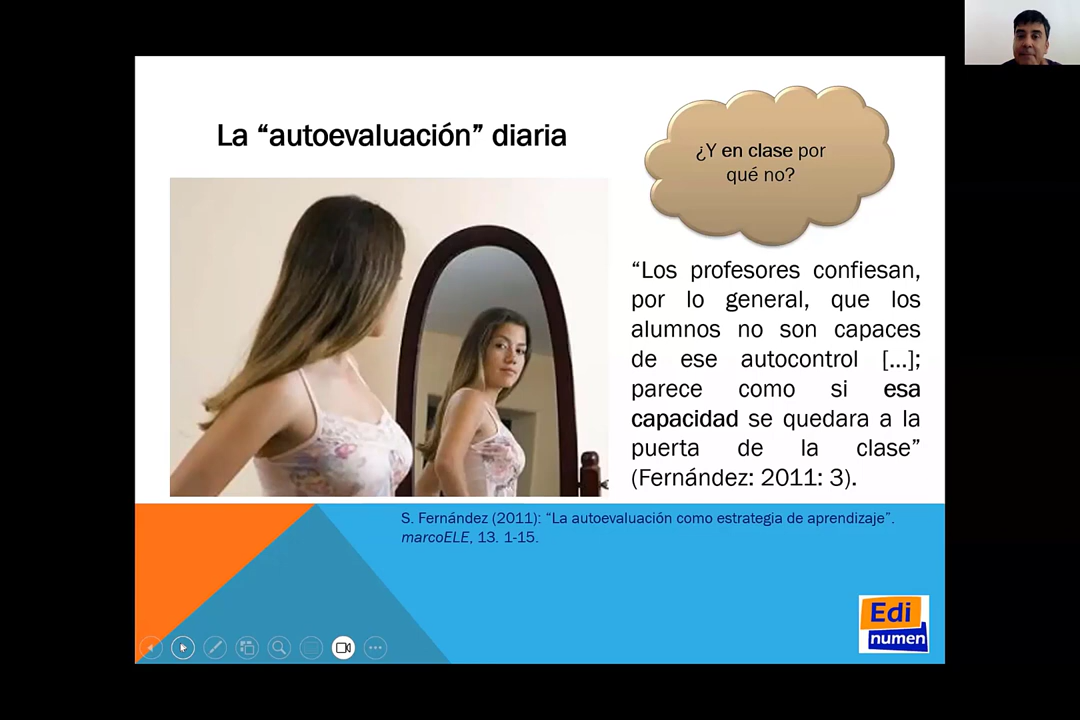 La “autoevaluación” diaria
¿Y en clase por
qué no?
“Los profesores confiesan,
por lo general, que los
alumnos no son capaces
de ese autocontrol [...];
parece como si esa
capacidad se quedara a la
puerta de la clase”
(Fernández: 2011: 3).
S. Fernández (2011): “La autoevaluación como estrategia de aprendizaje”.
marcoELE, 13. 1-15.
Edi
numen